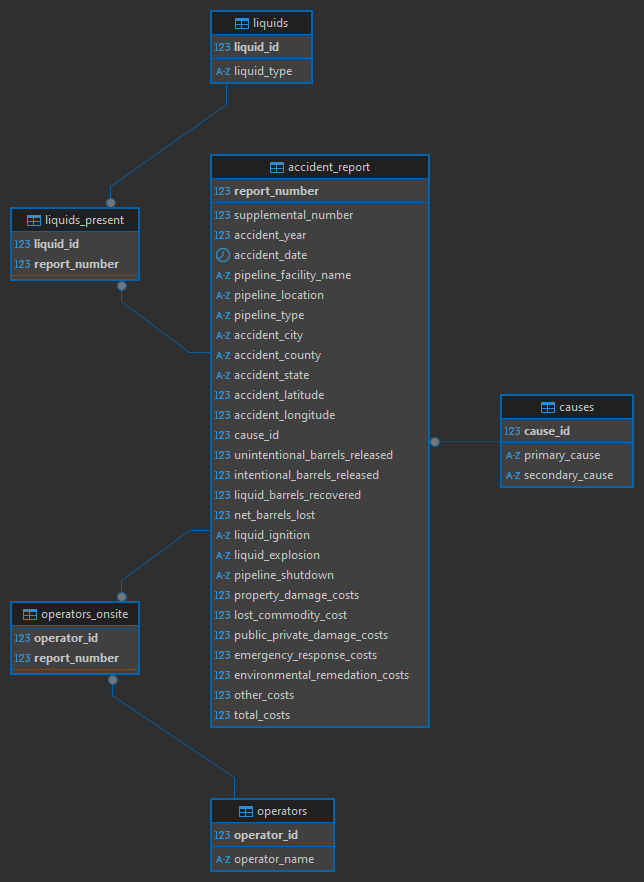 liquids
123 liquid_id
A-Z liquid_type
accident_report
123 report_number
123 supplemental_number
123 accident_year
accident_date
A-Z pipeline_facility_name
A-Z pipeline_location
A-Z pipeline_type
A-Z accident_city
A-Z accident_county
A-Z accident_state
123 accident_latitude
123 accident_longitude
123 cause_id
123 unintentional_barrels_released
123 intentional_barrels_released
123 liquid_barrels_recovered
123 net_barrels_lost
A-Z liquid_ignition
A-Z liquid_explosion
A-Z pipeline_shutdown
123 property_damage_costs
123 lost_commodity_cost
123 public_private_damage_costs
123 emergency_response_costs
123 environmental_remedation_costs
123 other_costs
123 total_costs
liquids_present
123 liquid_id
123 report_number
causes
123 cause_id
A-Z primary_cause
A-Z secondary_cause
operators_onsite
123 operator_id
123 report_number
operators
123 operator_id
A-Z operator_name